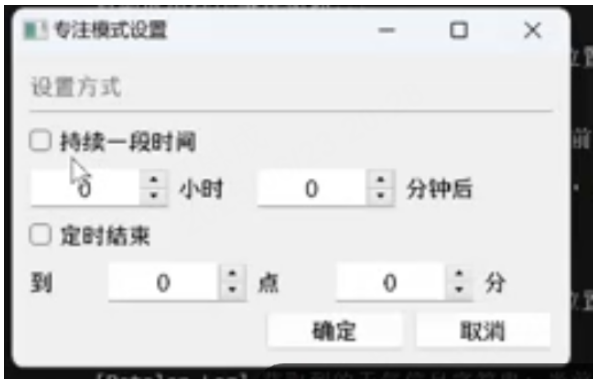 专注模式设置
设置方式
持续一段时间
0 小时 0 分钟后
定时结束
到 0 点 0 分
确定 取消